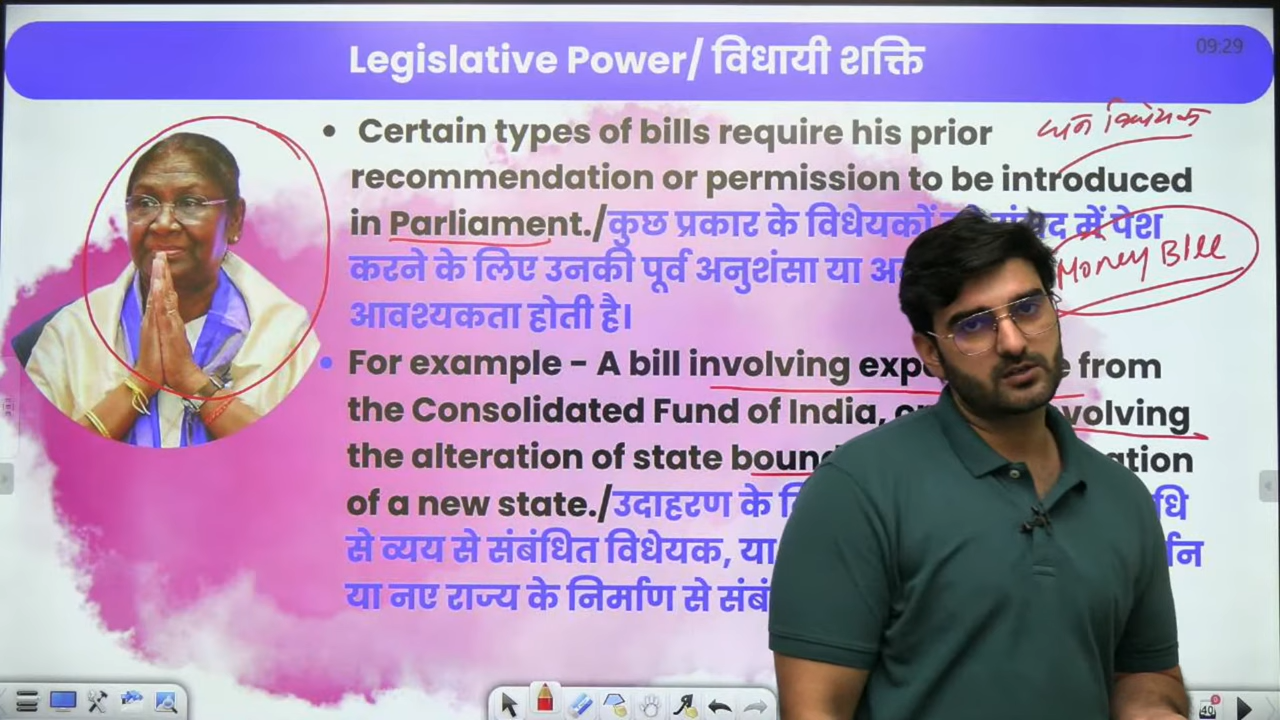 Legislative Power/ विधायी शक्ति
09:29
• Certain types of bills require his prior
recommendation or permission to be introduced
in Parliament./कुछ प्रकार के विधेयकों में पेश
करने के लिए उनकी पूर्व अनुशंसा या
आवश्यकता होती है।
Money Bill
• For example - A bill involving from
the Consolidated Fund of India,
the alteration of state
of a new state./उदाहरण के
से व्यय से संबंधित विधेयक, या
या नए राज्य के निर्माण से
40